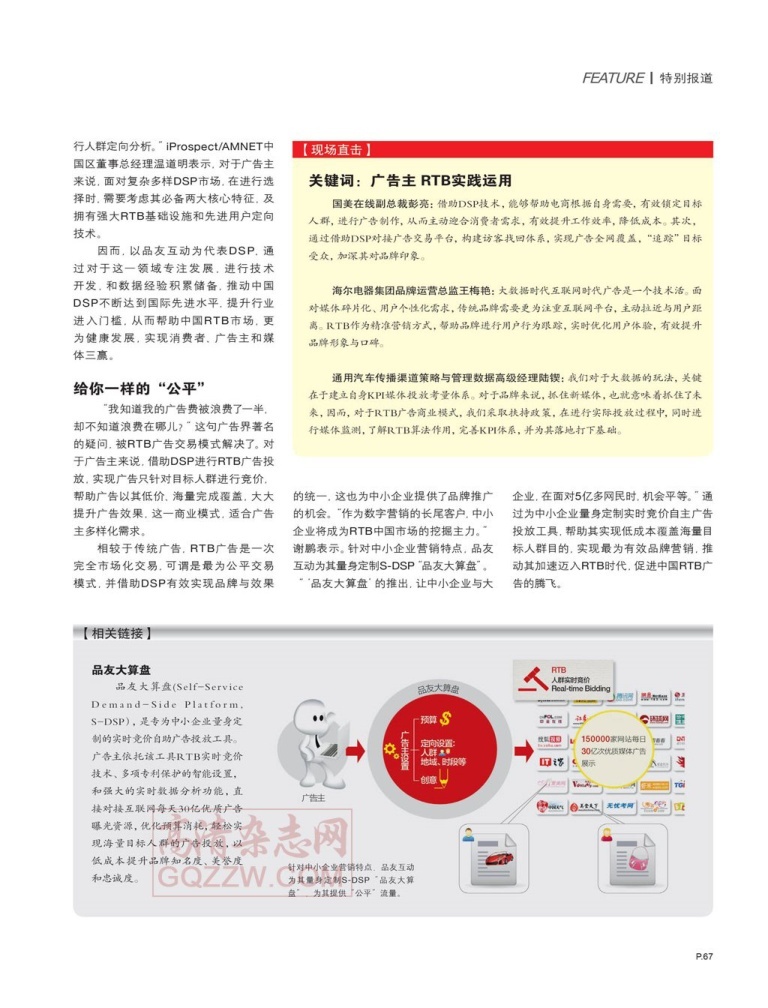 FEATURE | 特别报道
行人群定向分析。" iProspect/AMNET中
国区董事总经理温道明表示，对于广告主
来说，面对复杂多样DSP市场，在进行选
择时，需要考虑其必备两大核心特征，及
拥有强大RTB基础设施和先进用户定向
技术。
因而，以品友互动为代表DSP，通
过对于这一领域专注发展，进行技术
开发，和数据经验积累储备，推动中国
DSP不断达到国际先进水平，提升行业
进入门槛，从而帮助中国RTB市场，更
为健康发展，实现消费者、广告主和媒
体三赢。
给你一样的“公平”
“我知道我的广告费被浪费了一半，
却不知道浪费在哪儿？”这句广告界著名
的疑问，被RTB广告交易模式解决了。对
于广告主来说，借助DSP进行RTB广告投
放，实现广告只针对目标人群进行竞价，
帮助广告以其低价，海量完成覆盖，大大
提升广告效果，这一商业模式，适合广告
主多样化需求。
相较于传统广告，RTB广告是一次
完全市场化交易，可谓是最为公平交易
模式，并借助DSP有效实现品牌与效果
【现场直击】
关键词：广告主 RTB实践运用
国美在线副总裁彭亮：借助DSP技术，能够帮助电商根据自身需要，有效锁定目标
人群，进行广告制作，从而主动迎合消费者需求，有效提升工作效率，降低成本。其次，
通过借助DSP对接广告交易平台，构建访客找回体系，实现广告全网覆盖，“追踪”目标
受众，加深其对品牌印象。
海尔电器集团品牌运营总监王梅艳：大数据时代互联网时代广告是一个技术活。面
对媒体碎片化、用户个性化需求，传统品牌需要更为注重互联网平台，主动拉近与用户距
离。RTB作为精准营销方式，帮助品牌进行用户行为跟踪，实时优化用户体验，有效提升
品牌形象与口碑。
通用汽车传播渠道策略与管理数据高级经理陆锲：我们对于大数据的玩法，关键
在于建立自身KPI媒体投放考量体系。对于品牌来说，抓住新媒体，也就意味着抓住了未
来，因而，对于RTB广告商业模式，我们采取扶持政策，在进行实际投放过程中，同时进
行媒体监测，了解RTB算法作用，完善KPI体系，并为其落地打下基础。
的统一，这也为中小企业提供了品牌推广
的机会。“作为数字营销的长尾客户，中小
企业将成为RTB中国市场的挖掘主力。”
谢鹏表示。针对中小企业营销特点，品友
互动为其量身定制S-DSP“品友大算盘”。
“‘品友大算盘’的推出，让中小企业与大
企业，在面对5亿多网民时，机会平等。”通
过为中小企业量身定制实时竞价自主广告
投放工具，帮助其实现低成本覆盖海量目
标人群目的，实现最为有效品牌营销，推
动其加速迈入RTB时代，促进中国RTB广
告的腾飞。
【相关链接】
品友大算盘
品友大算盘(Self-Service
Demand-Side Platform,
S-DSP)，是专为中小企业量身定
制的实时竞价自助广告投放工具。
广告主依托该工具RTB实时竞价
技术、多项专利保护的智能设置，
和强大的实时数据分析功能，直
接对接互联网每天30亿优质广告
曝光资源，优化预算消耗，轻松实
现海量目标人群的广告投放，以
低成本提升品牌知名度、美誉度
和忠诚度。
广告主
品友大算盘
广告主设置
预算
定向设置：
人群
地域、时段等
创意
RTB
人群实时竞价
Real-time Bidding
150000家网站每日
30亿次优质媒体广告
展示
环球网
IT之家
无忧考网
针对中小企业营销特点，品友互动
为其量身定制S-DSP“品友大算
盘”，为其提供“公平”流量。
高清杂志网
GQZZW.COM
P.67